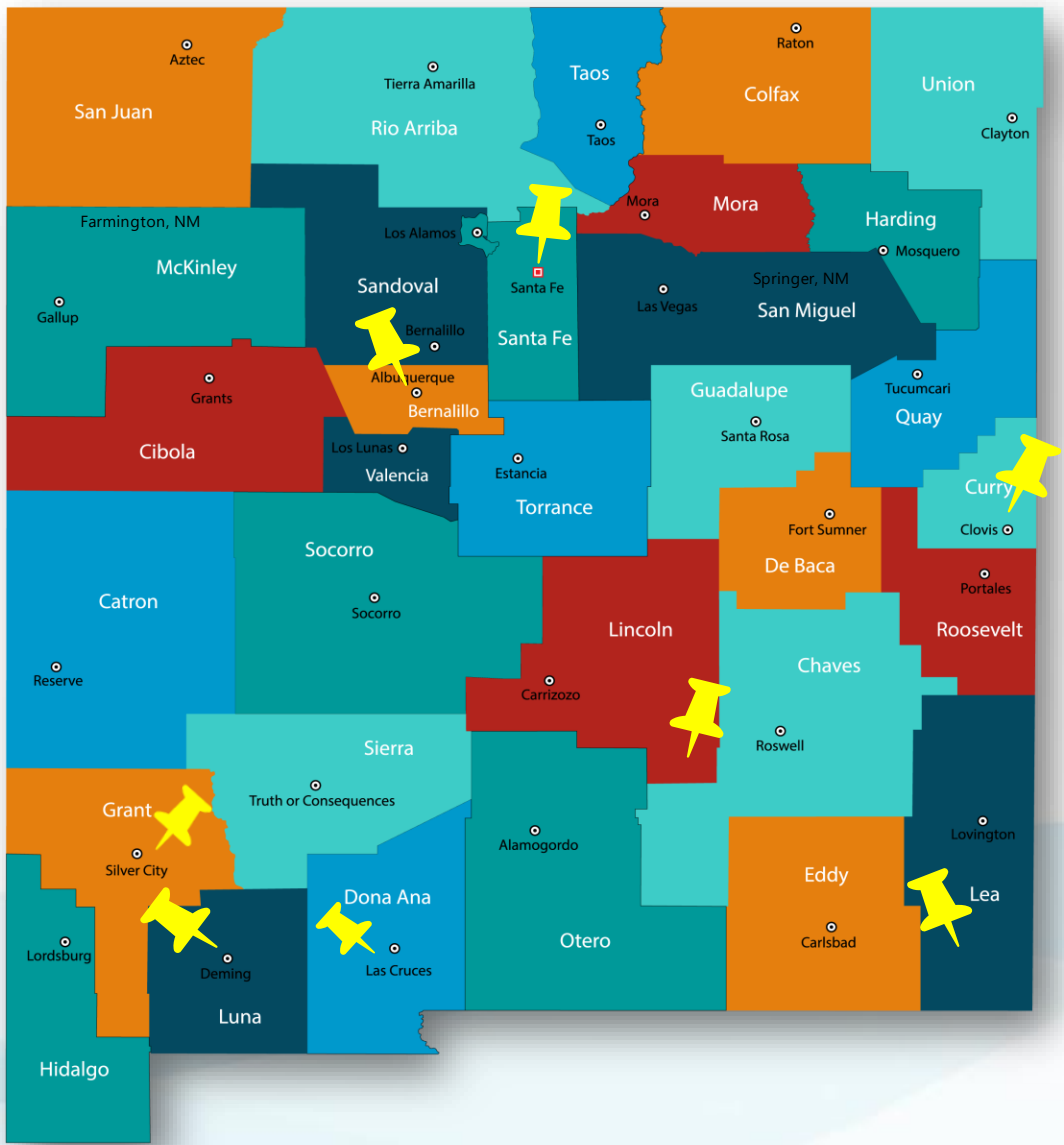 Aztec
San Juan
Tierra Amarilla
Rio Arriba
Taos
Taos
Raton
Colfax
Union
Clayton
Farmington, NM
McKinley
Gallup
Los Alamos
Sandoval
Bernalillo
Santa Fe
Santa Fe
Mora
Mora
Harding
Mosquero
Springer, NM
San Miguel
Las Vegas
Grants
Cibola
Albuquerque
Bernalillo
Los Lunas
Valencia
Estancia
Torrance
Guadalupe
Santa Rosa
Tucumcari
Quay
Curry
Clovis
Fort Sumner
De Baca
Portales
Roosevelt
Catron
Reserve
Socorro
Socorro
Lincoln
Carrizozo
Chaves
Roswell
Sierra
Truth or Consequences
Grant
Silver City
Lordsburg
Hidalgo
Deming
Luna
Dona Ana
Las Cruces
Alamogordo
Otero
Eddy
Carlsbad
Lovington
Lea